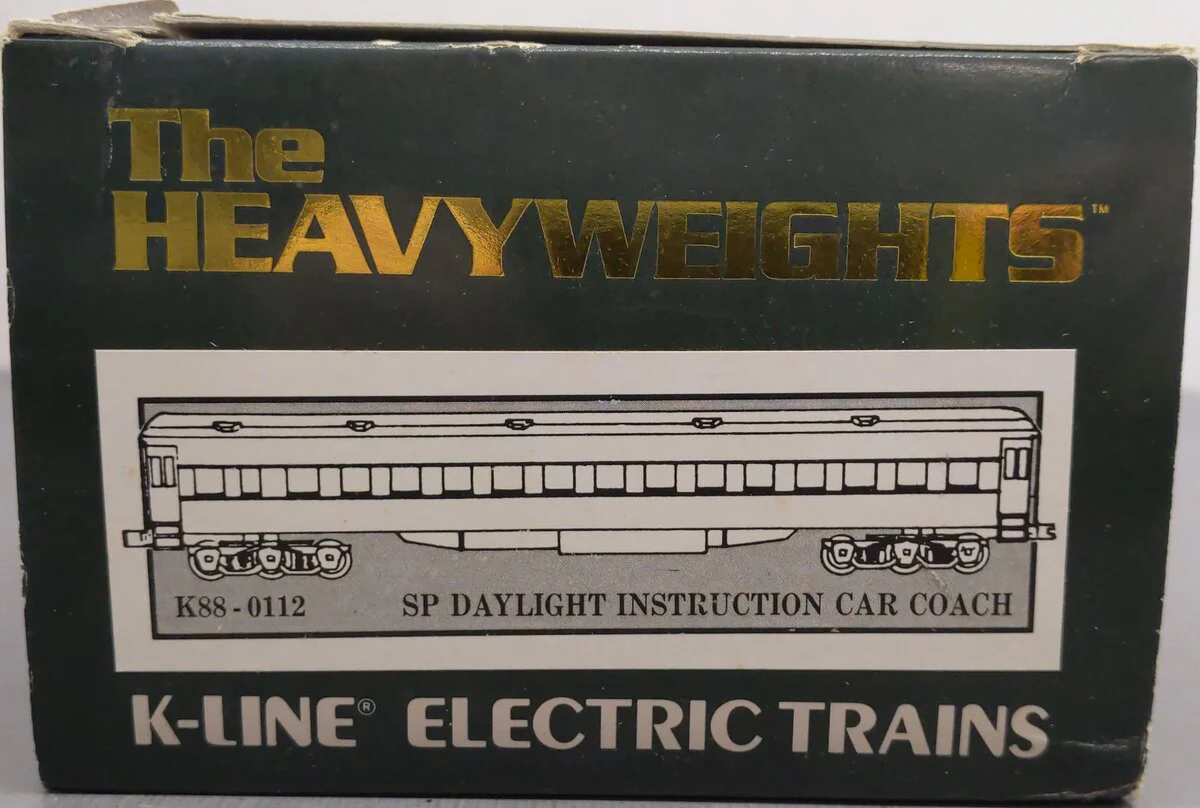 The
HEAVYWEIGHTS™
K88-0112 SP DAYLIGHT INSTRUCTION CAR COACH
K-LINE® ELECTRIC TRAINS